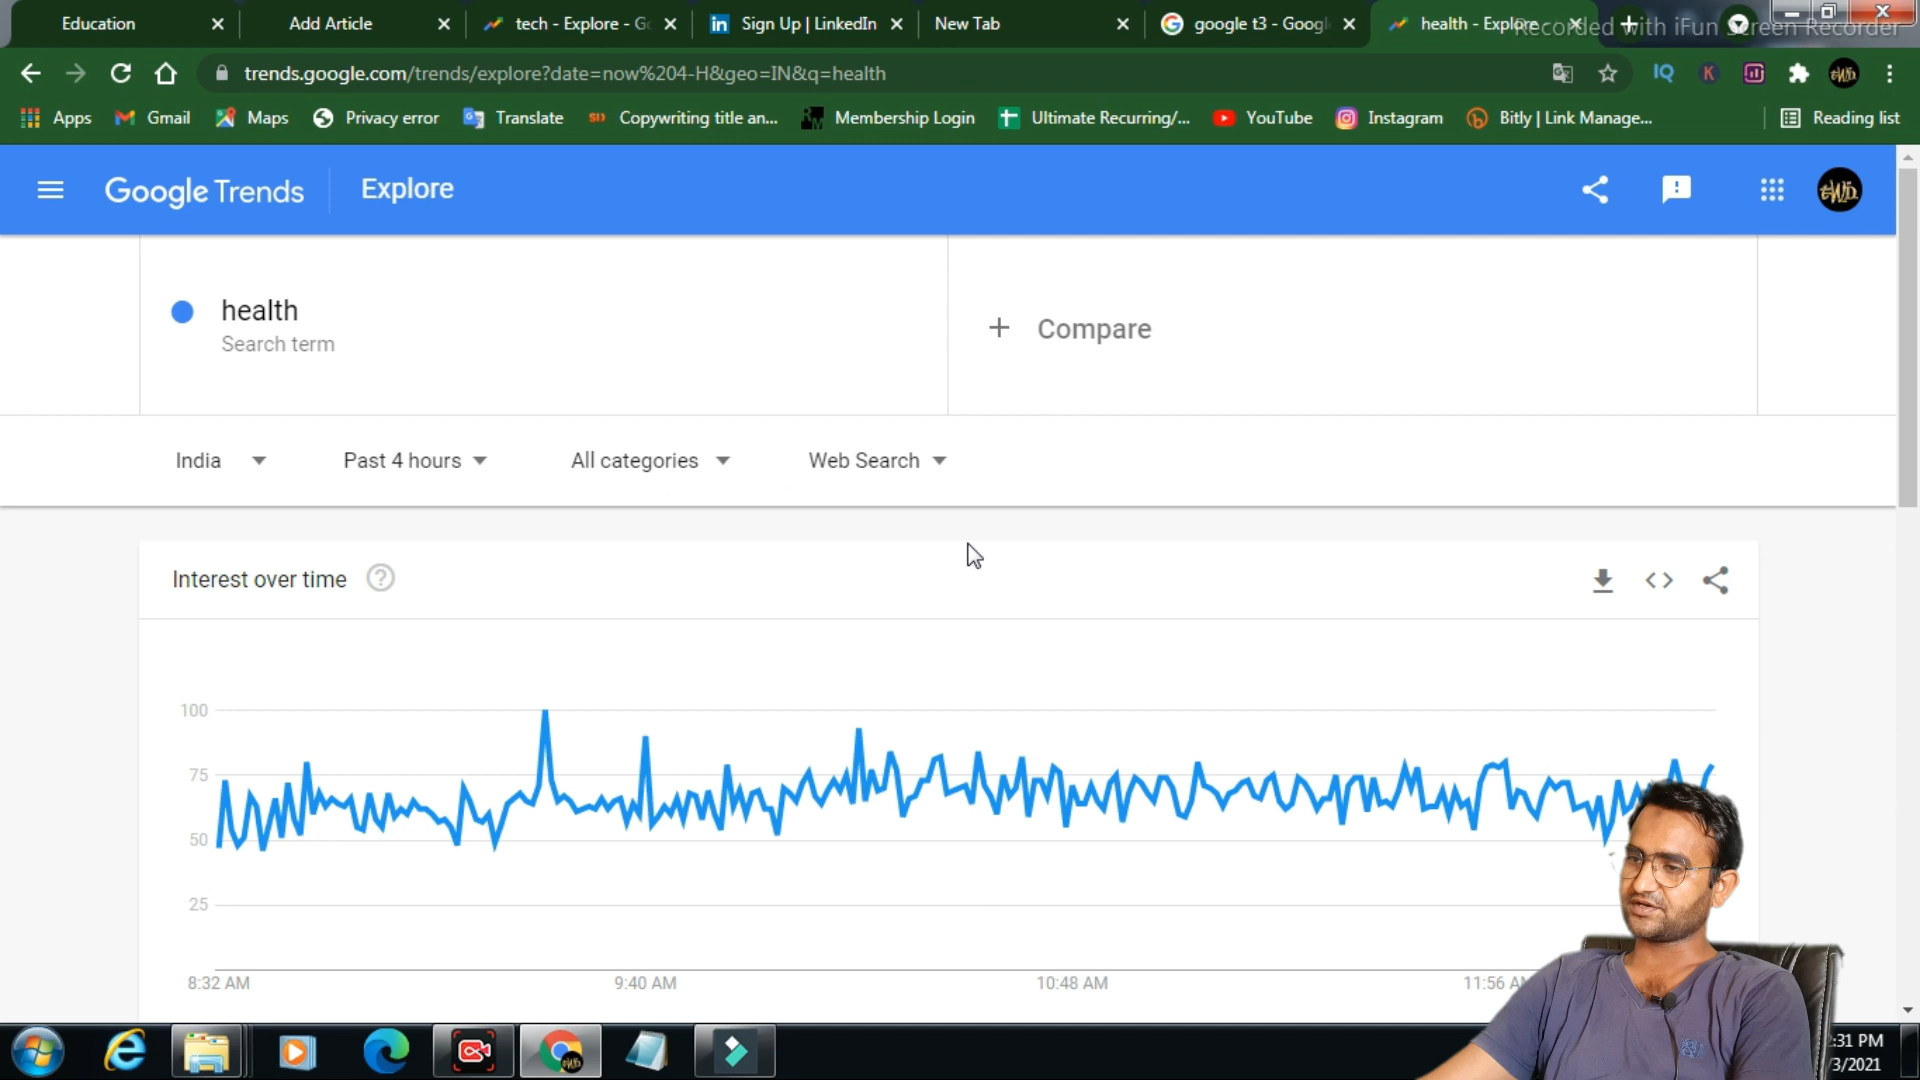 Education
Add Article
tech - Explore - Go
Sign Up | LinkedIn
New Tab
google t3 - Googl
health - Explore
Recorded with iFun Screen Recorder
trends.google.com/trends/explore?date=now%204-H&geo=IN&q=health
Apps
Gmail
Maps
Privacy error
Translate
Copywriting title an...
Membership Login
Ultimate Recurring/...
YouTube
Instagram
Bitly | Link Manage...
Reading list
Google Trends
Explore
health
Search term
+ Compare
India
Past 4 hours
All categories
Web Search
Interest over time
100
75
50
25
8:32 AM
9:40 AM
10:48 AM
11:56 AM
:31 PM
/3/2021